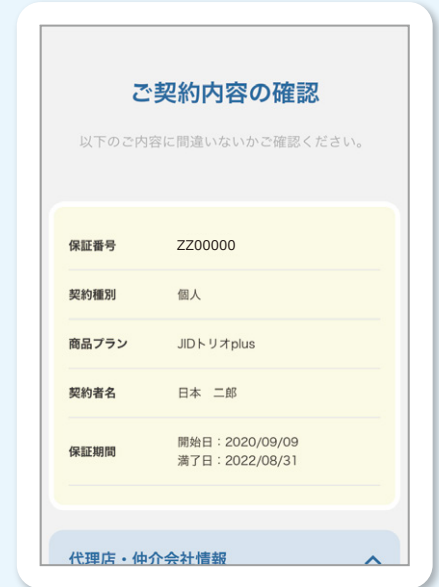 ご契約内容の確認
以下のご内容に間違いないかご確認ください。
保証番号 ZZ00000
契約種別 個人
商品プラン JIDトリオplus
契約者名 日本 二郎
保証期間 開始日：2020/09/09
満了日：2022/08/31
代理店・仲介会社情報